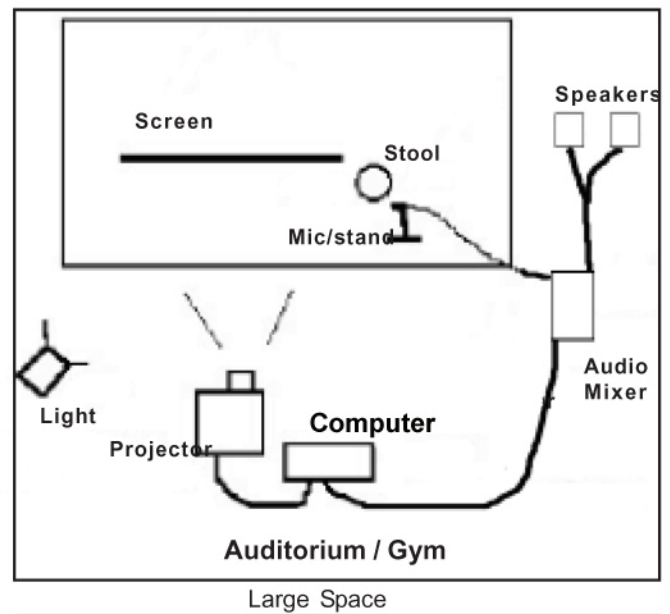 Speakers
Screen
Stool
Mic/stand
Audio
Mixer
Light
Computer
Projector
Auditorium / Gym
Large Space